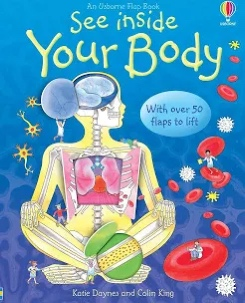 An Usborne Flap Book
See inside
Your Body
With over 50
flaps to lift
Katie Daynes and Colin King